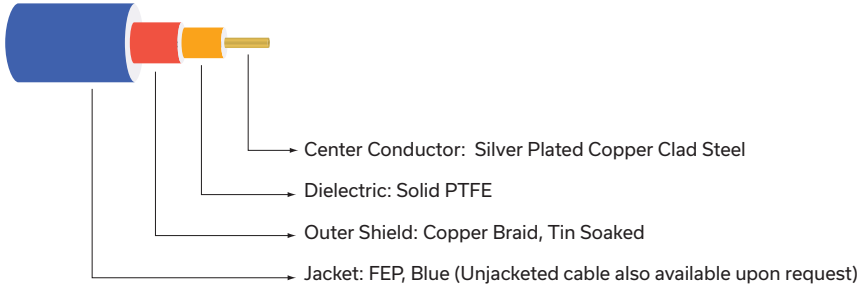 Center Conductor: Silver Plated Copper Clad Steel
Dielectric: Solid PTFE
Outer Shield: Copper Braid, Tin Soaked
Jacket: FEP, Blue (Unjacketed cable also available upon request)